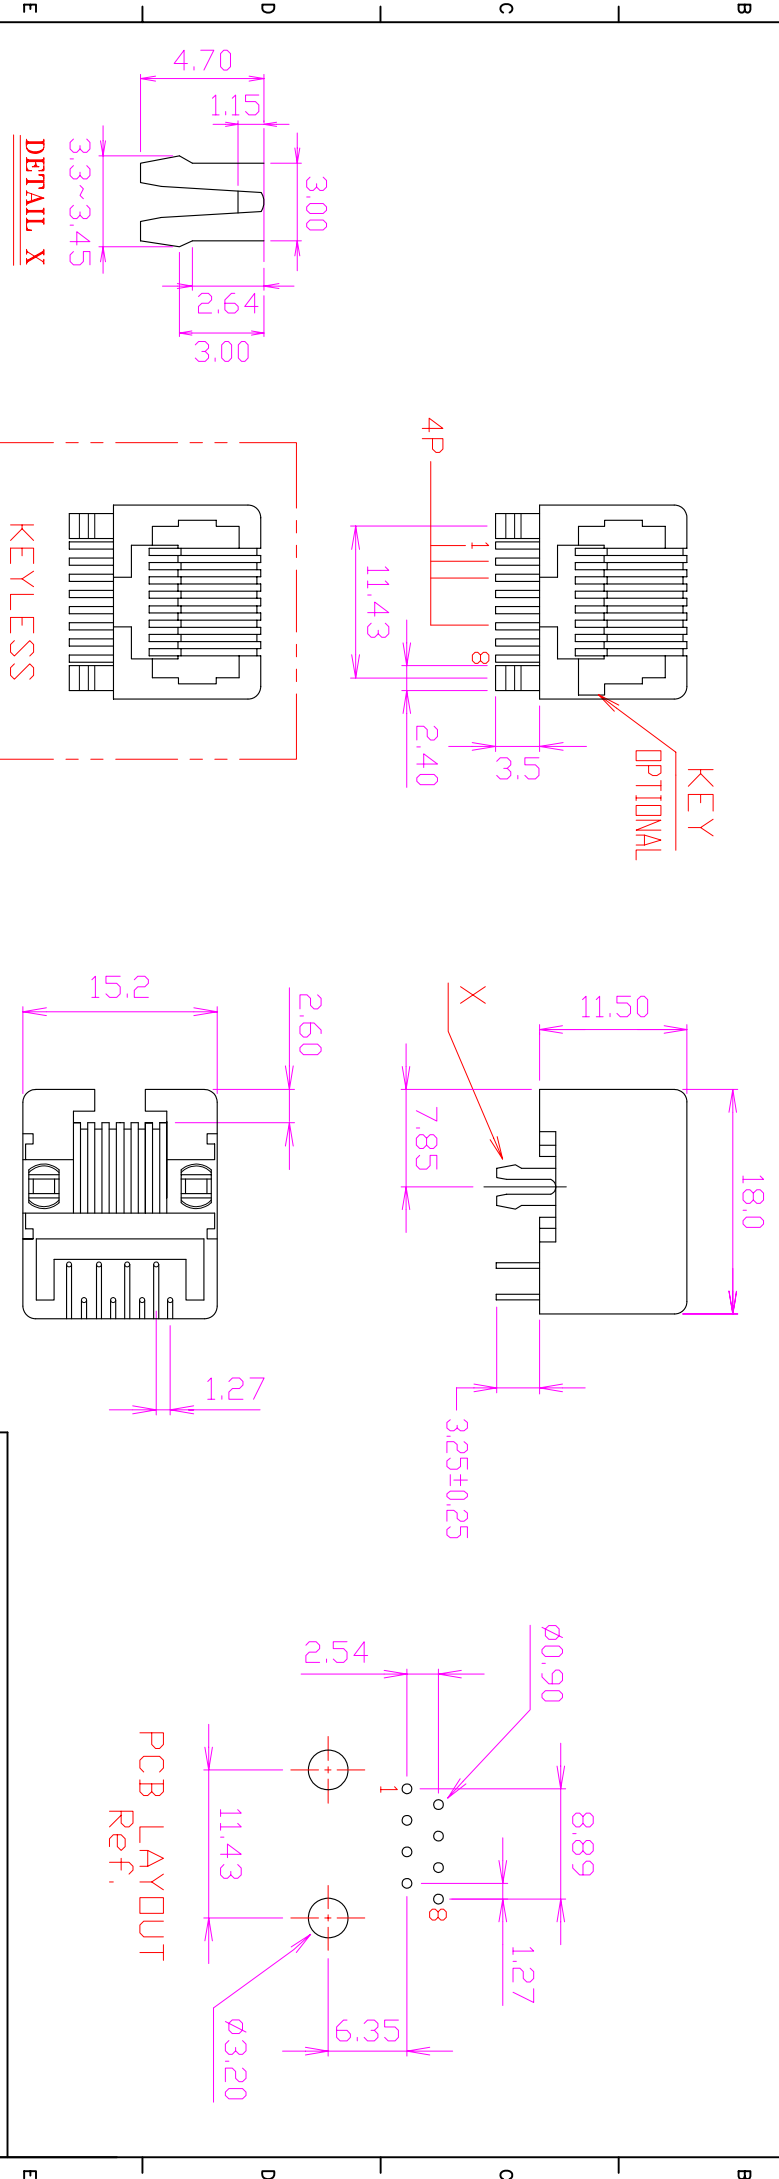 E
D
C
B
4.70
1.15
3.00
3.3~3.45
2.64
3.00
DETAIL X
4P
1
8
11.43
2.40
3.5
KEY
OPTIONAL
KEYLESS
15.2
2.60
1.27
X
11.50
7.85
18.0
3.25±0.25
2.54
ø0.90
8.89
1
8
1.27
11.43
6.35
ø3.20
PCB LAYOUT
Ref.
E
D
C
B